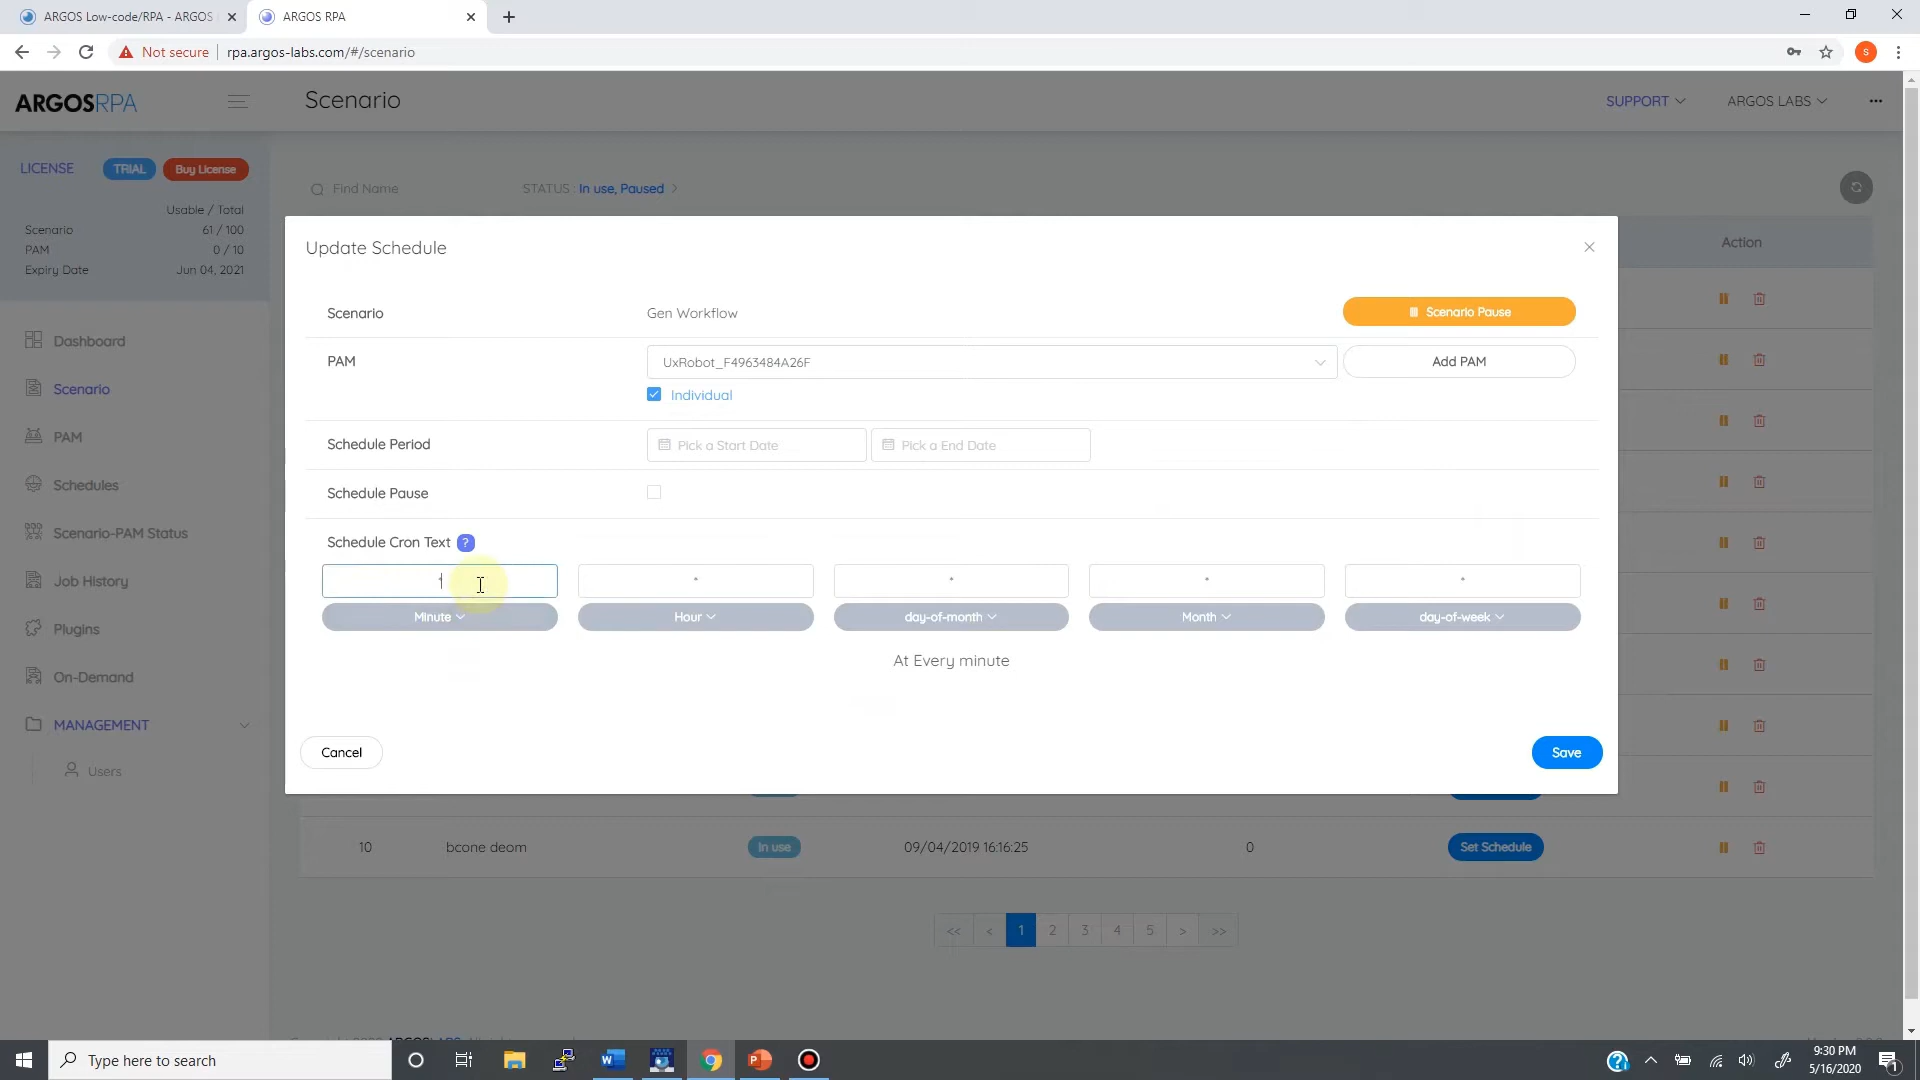 ARGOS Low-code/RPA - ARGOS
ARGOS RPA
Not secure
rpa.argos-labs.com/#/scenario
S
ARGOSRPA
Scenario
SUPPORT
ARGOS LABS
LICENSE
TRIAL
Buy License
Usable / Total
Scenario 61 / 100
PAM 0 / 10
Expiry Date Jun 04, 2021
Find Name
STATUS : In use, Paused
Action
Dashboard
Scenario
PAM
Schedules
Scenario-PAM Status
Job History
Plugins
On-Demand
MANAGEMENT
Users
Update Schedule
Scenario
Gen Workflow
Scenario Pause
PAM
UxRobot_F4963484A26F
Add PAM
Individual
Schedule Period
Pick a Start Date
Pick a End Date
Schedule Pause
Schedule Cron Text ?
* * * * *
Minute Hour day-of-month Month day-of-week
At Every minute
Cancel
Save
10 bcone deom In use 09/04/2019 16:16:25 0 Set Schedule
<< < 1 2 3 4 5 > >>
Type here to search
9:30 PM
5/16/2020
1